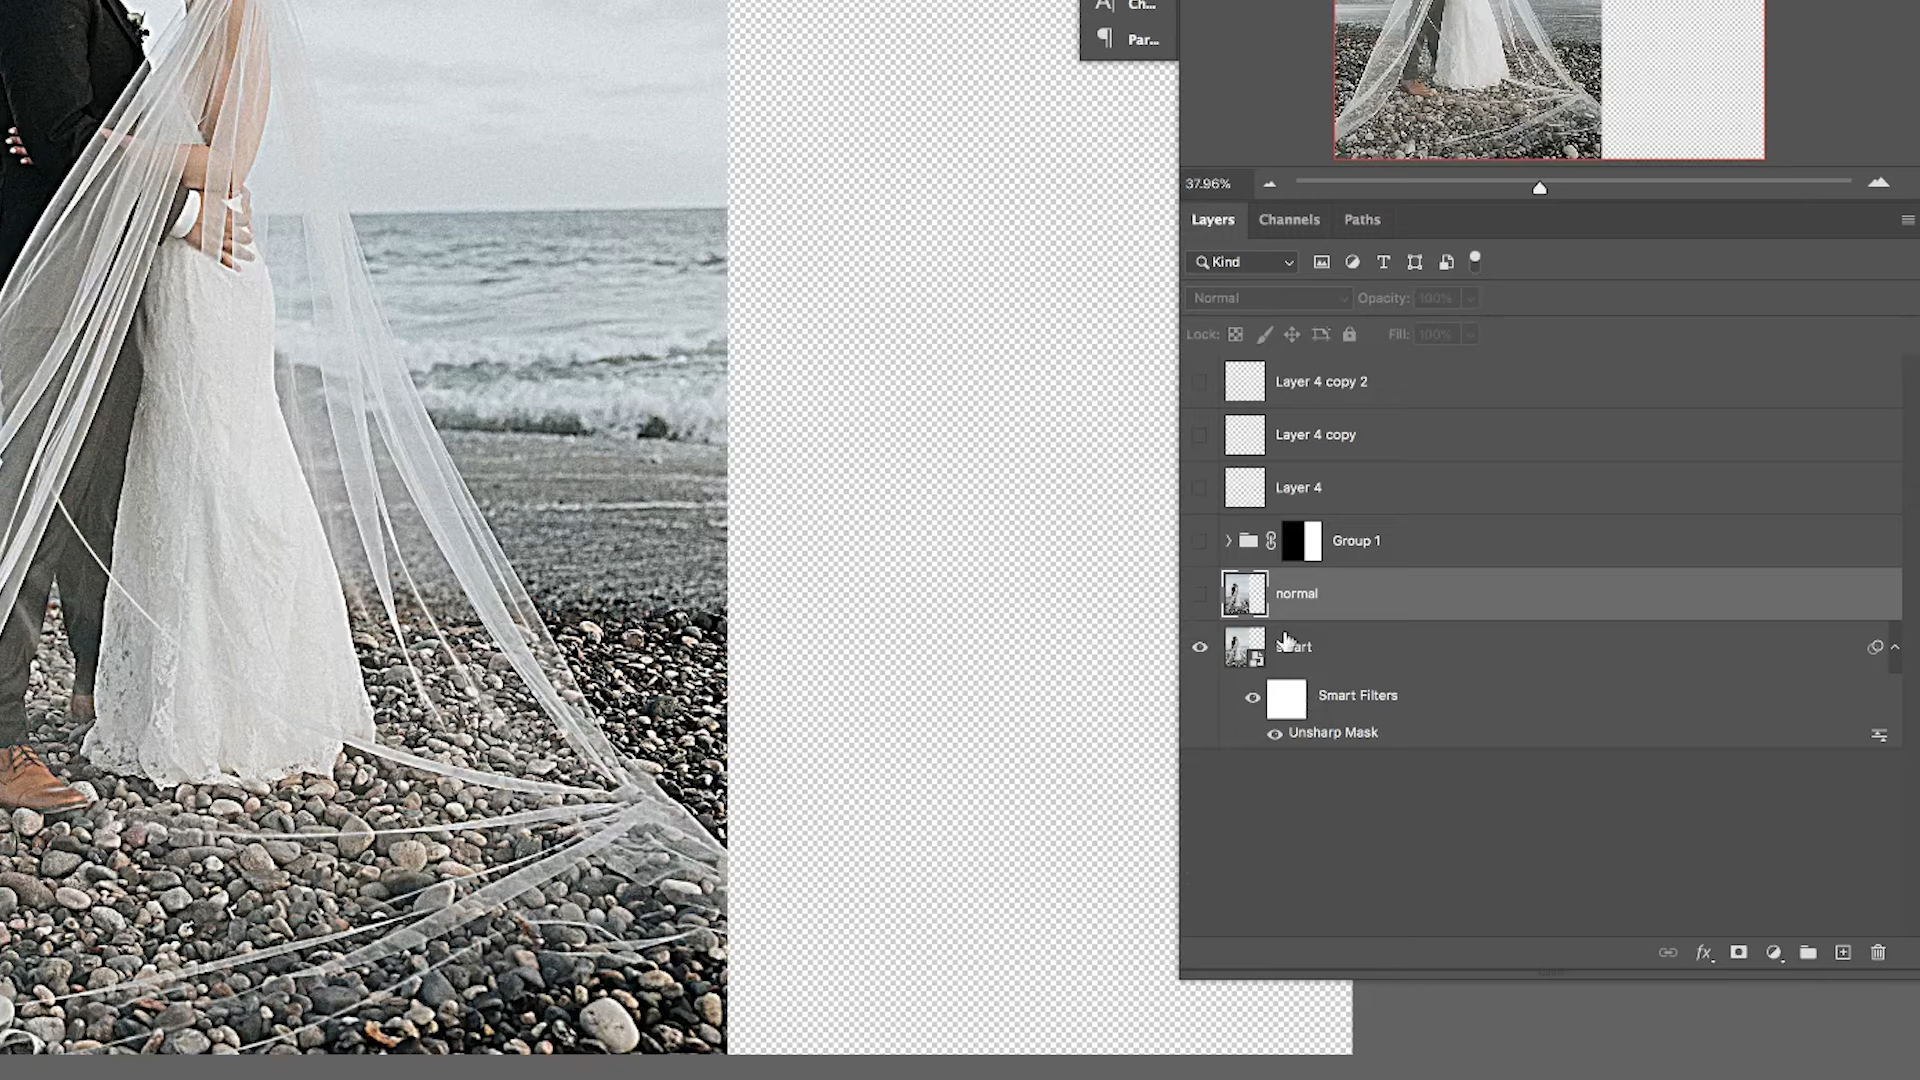 Ch...
Par...
37.96%
Layers Channels Paths
Kind
Normal Opacity: 100%
Lock: Fill: 100%
Layer 4 copy 2
Layer 4 copy
Layer 4
Group 1
normal
Smart Filters
Unsharp Mask
fx